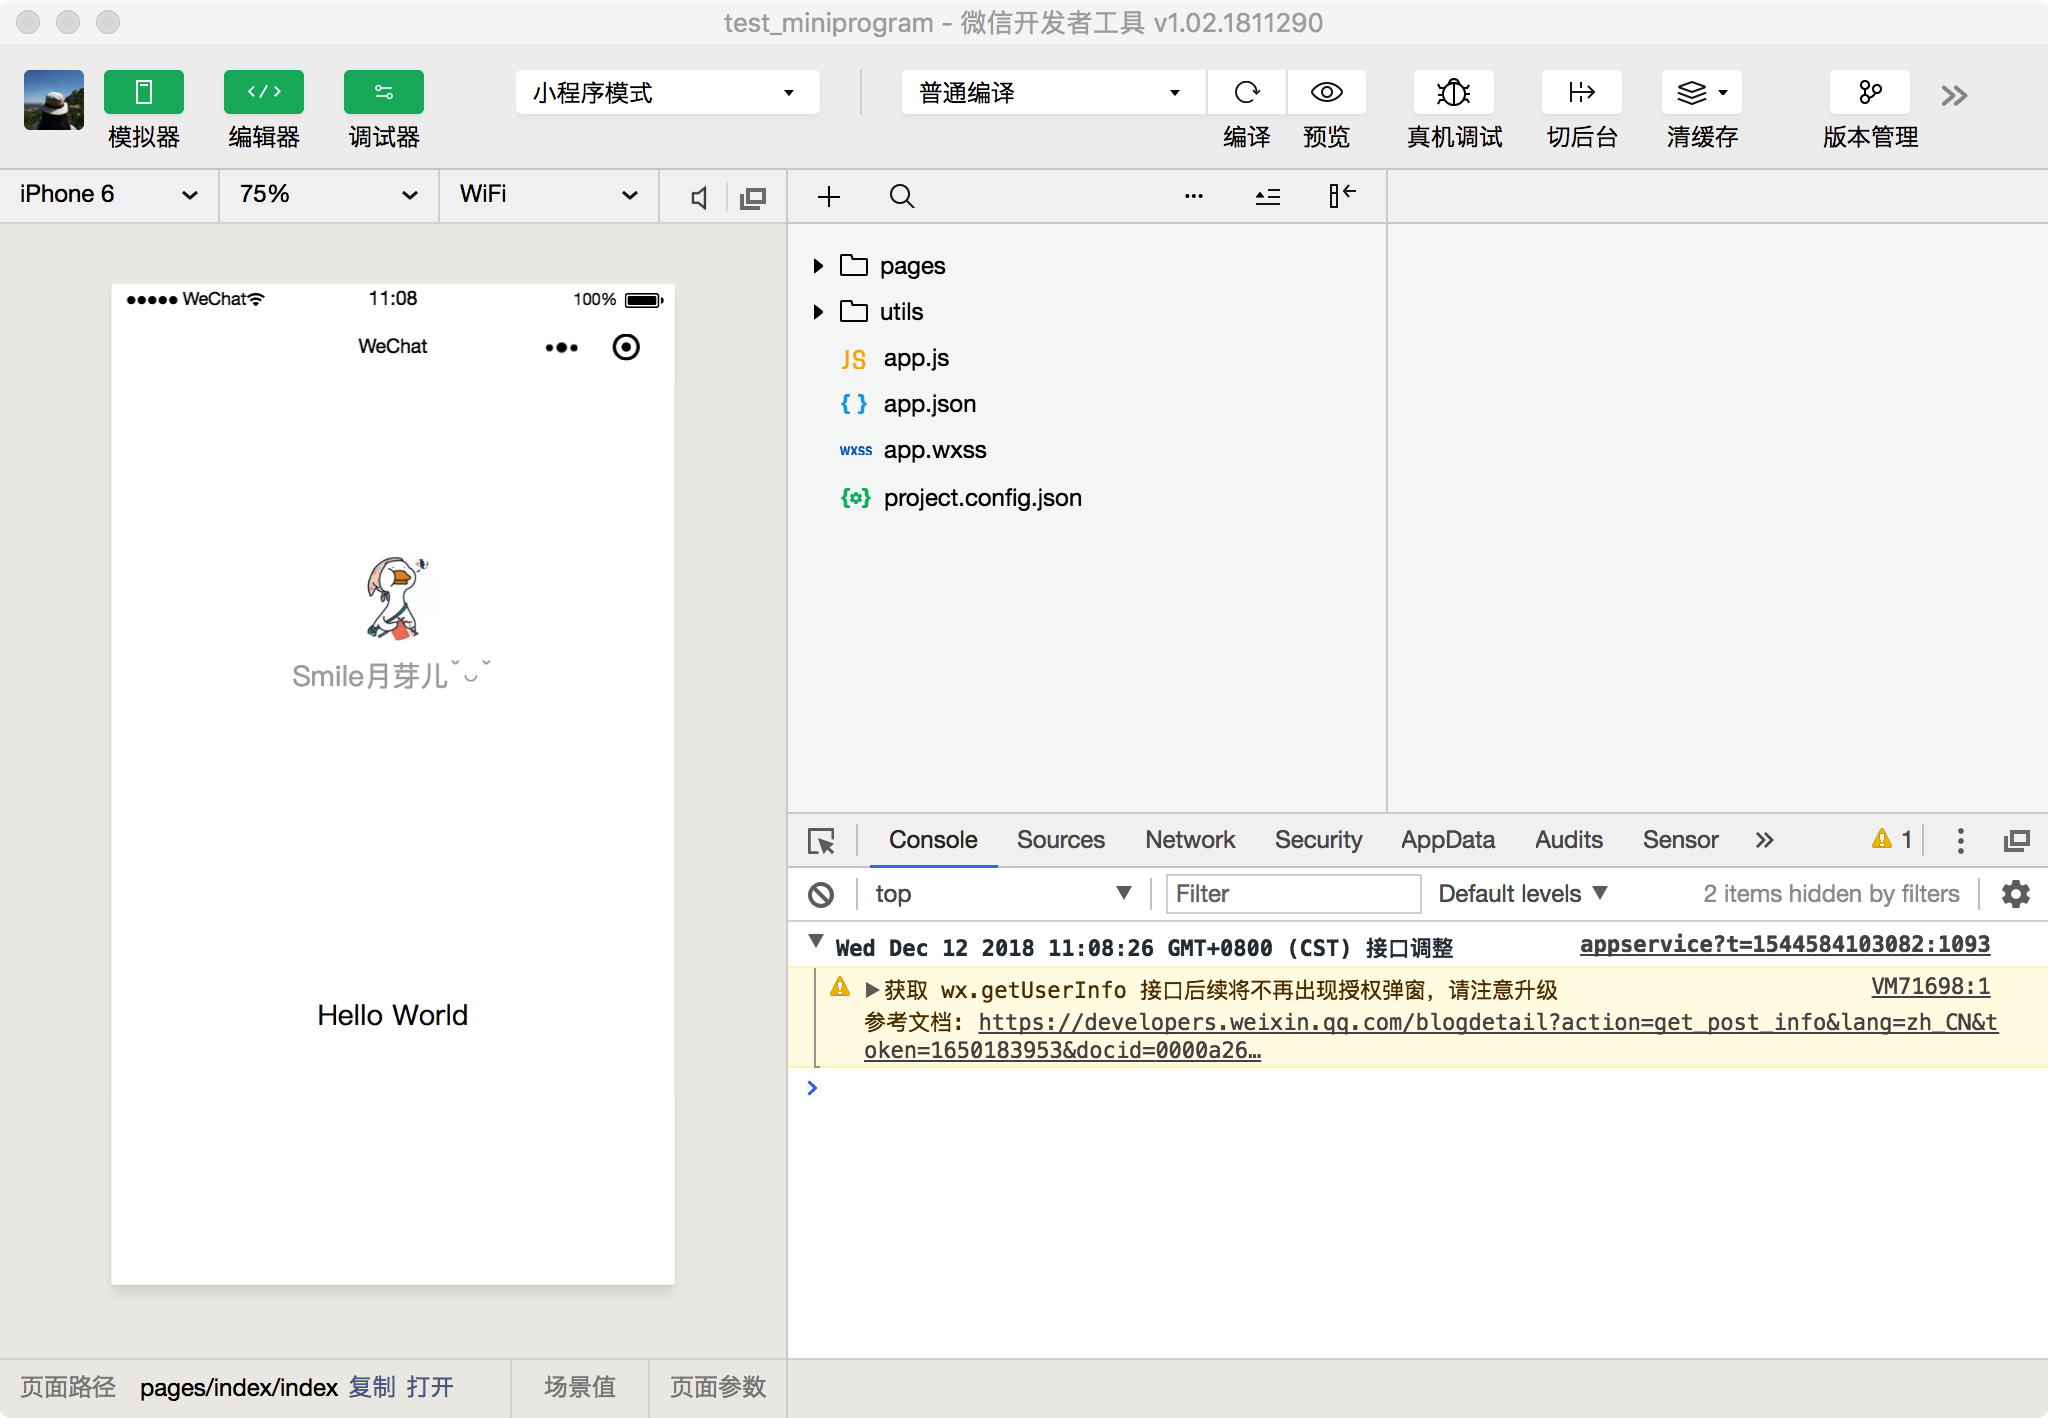 test_miniprogram - 微信开发者工具 v1.02.1811290
小程序模式
普通编译
模拟器
编辑器
调试器
编译
预览
真机调试
切后台
清缓存
版本管理
iPhone 6
75%
WiFi
WeChat
11:08
100%
WeChat
Smile月芽儿ˇᴗˇ
Hello World
pages
utils
JS app.js
{ } app.json
wxss app.wxss
project.config.json
Console Sources Network Security AppData Audits Sensor
1
top
Filter
Default levels
2 items hidden by filters
Wed Dec 12 2018 11:08:26 GMT+0800 (CST) 接口调整
appservice?t=1544584103082:1093
获取 wx.getUserInfo 接口后续将不再出现授权弹窗，请注意升级
VM71698:1
参考文档: https://developers.weixin.qq.com/blogdetail?action=get_post_info&lang=zh_CN&t
oken=1650183953&docid=0000a26…
页面路径 pages/index/index 复制 打开
场景值
页面参数